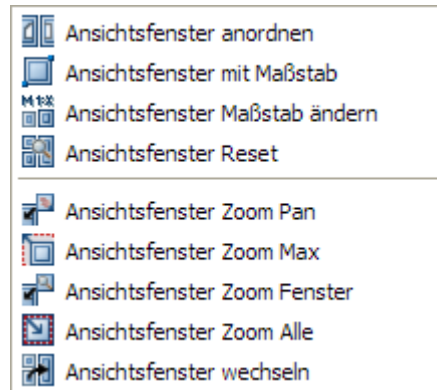 Ansichtsfenster anordnen
Ansichtsfenster mit Maßstab
M 1:X Ansichtsfenster Maßstab ändern
Ansichtsfenster Reset
Ansichtsfenster Zoom Pan
Ansichtsfenster Zoom Max
Ansichtsfenster Zoom Fenster
Ansichtsfenster Zoom Alle
Ansichtsfenster wechseln